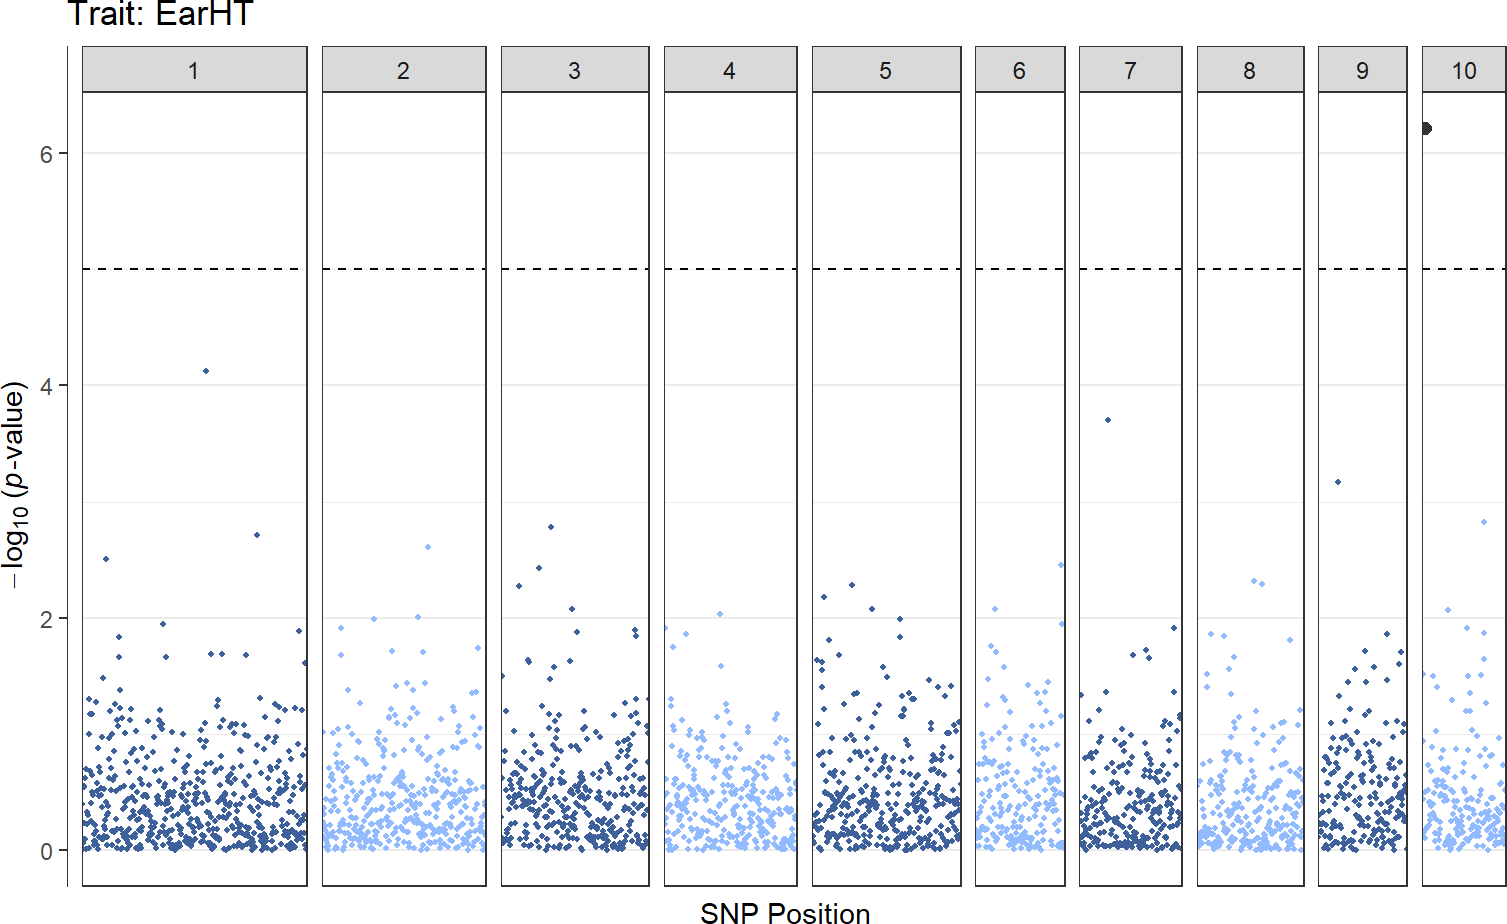 Trait: EarHT
1 2 3 4 5 6 7 8 9 10
6
4
2
0
−log10 (p-value)
SNP Position